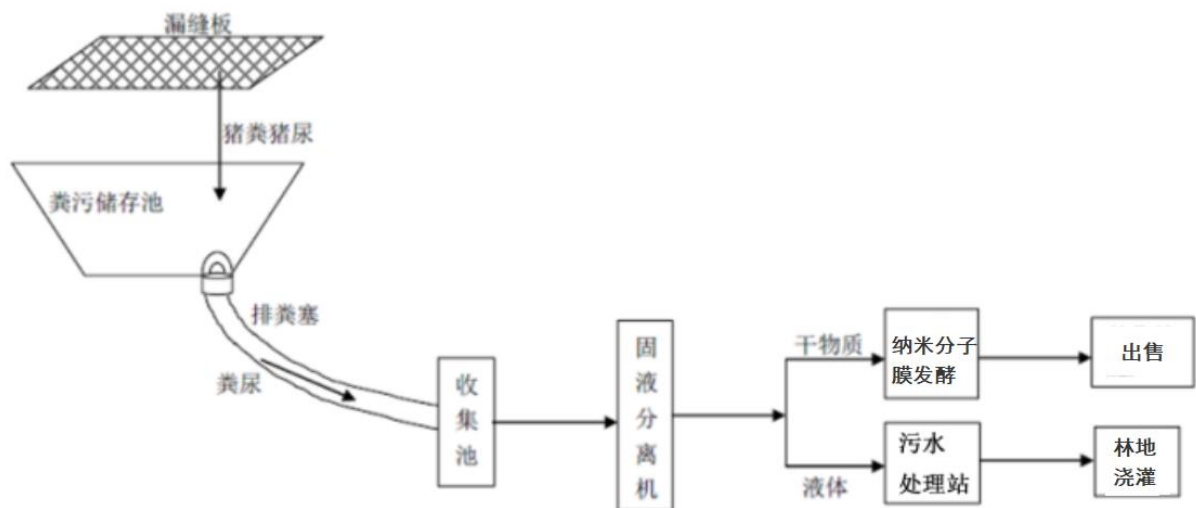 漏缝板
猪粪猪尿
粪污储存池
排粪塞
粪尿
收集池
固液分离机
干物质
纳米分子
膜发酵
出售
液体
污水
处理站
林地
浇灌